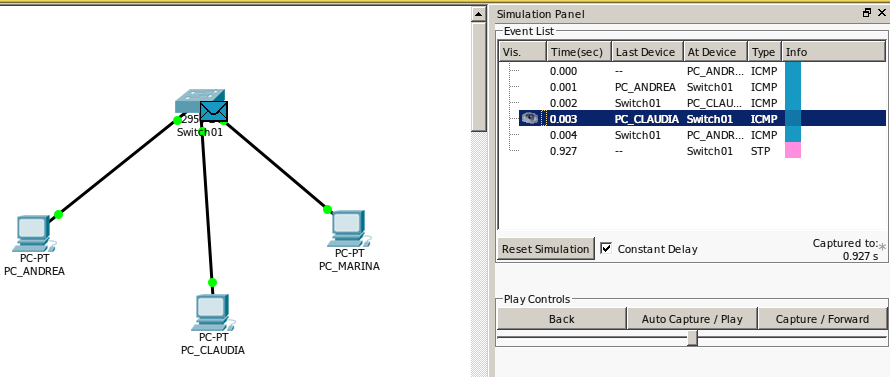 Switch01
PC-PT
PC_ANDREA
PC-PT
PC_MARINA
PC-PT
PC_CLAUDIA
Simulation Panel
Event List
Vis. Time(sec) Last Device At Device Type Info
0.000 -- PC_ANDR... ICMP
0.001 PC_ANDREA Switch01 ICMP
0.002 Switch01 PC_CLAU... ICMP
0.003 PC_CLAUDIA Switch01 ICMP
0.004 Switch01 PC_ANDR... ICMP
0.927 -- Switch01 STP
Reset Simulation Constant Delay Captured to: *
0.927 s
Play Controls
Back Auto Capture / Play Capture / Forward